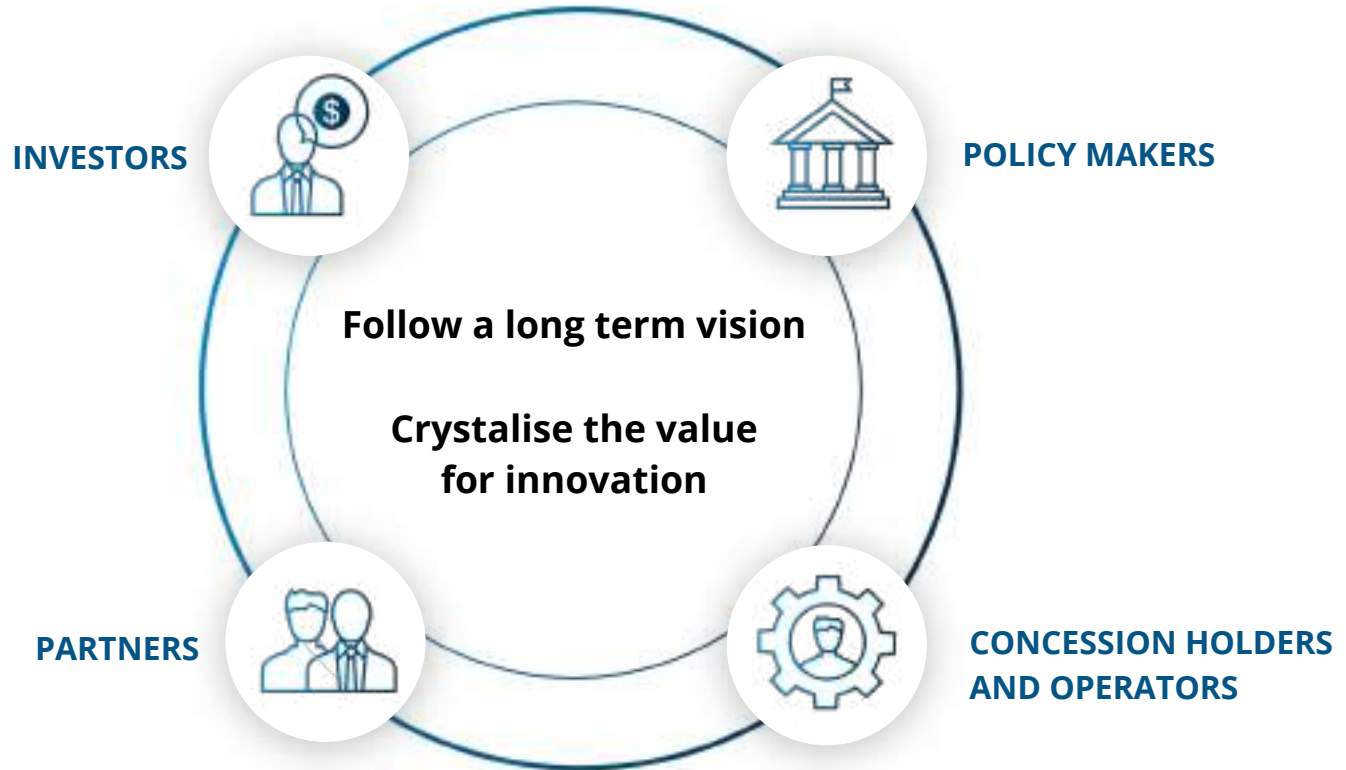 INVESTORS
POLICY MAKERS
$
Follow a long term vision
Crystalise the value
for innovation
PARTNERS
CONCESSION HOLDERS
AND OPERATORS